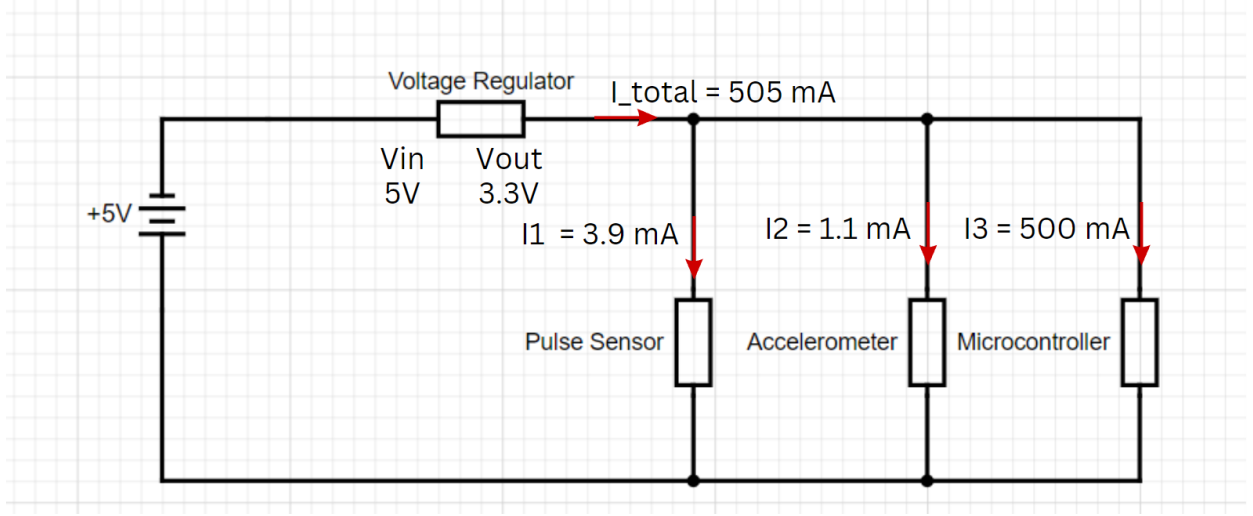 Voltage Regulator
I_total = 505 mA
Vin Vout
5V 3.3V
+5V
I1 = 3.9 mA
I2 = 1.1 mA
I3 = 500 mA
Pulse Sensor
Accelerometer
Microcontroller